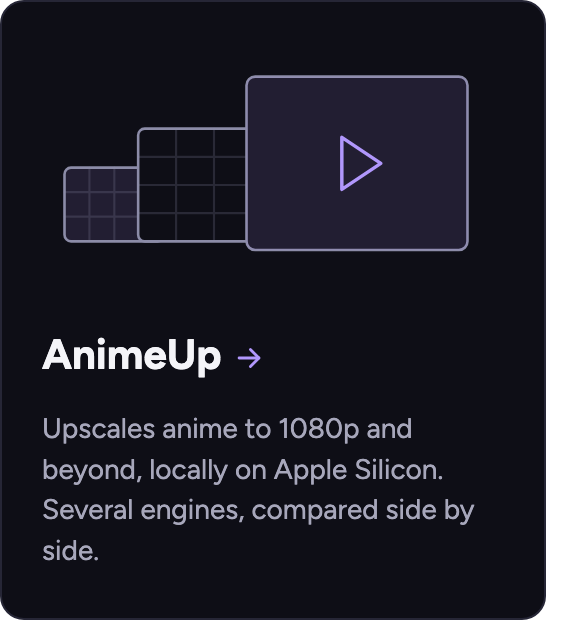 AnimeUp →
Upscales anime to 1080p and
beyond, locally on Apple Silicon.
Several engines, compared side by
side.